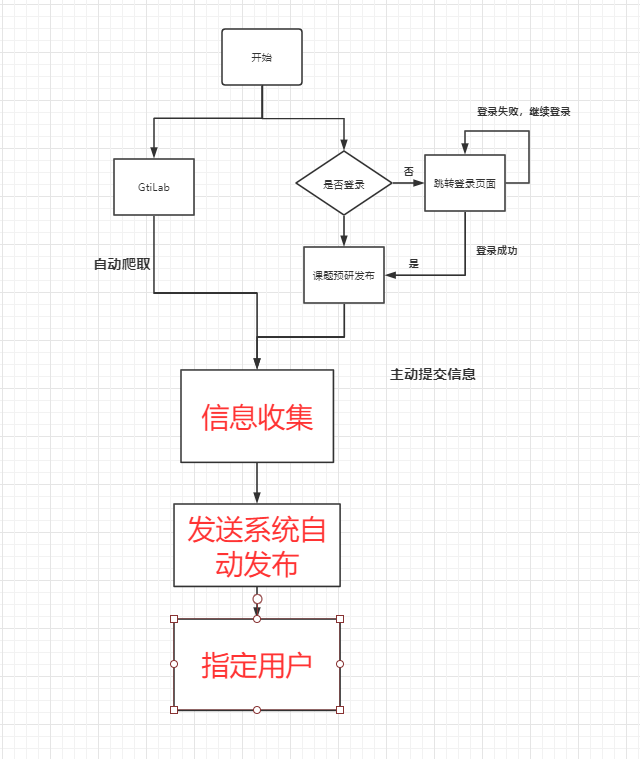 开始
登录失败，继续登录
GtiLab
是否登录
否
跳转登录页面
自动爬取
登录成功
是
课题预研发布
主动提交信息
信息收集
发送系统自
动发布
指定用户